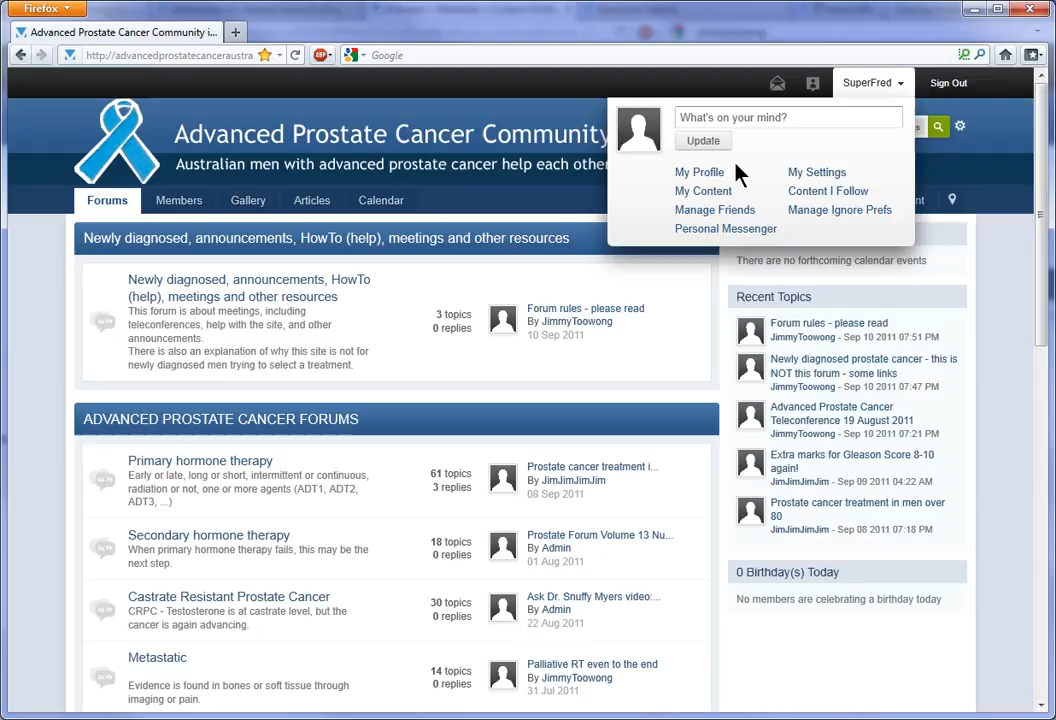 Firefox
Advanced Prostate Cancer Community i...
http://advancedprostatecanceraustra
ABP
Google
SuperFred
Sign Out
What's on your mind?
Update
My Profile
My Settings
My Content
Content I Follow
Manage Friends
Manage Ignore Prefs
Personal Messenger
Advanced Prostate Cancer Community
Australian men with advanced prostate cancer help each other
Forums
Members
Gallery
Articles
Calendar
Newly diagnosed, announcements, HowTo (help), meetings and other resources
Newly diagnosed, announcements, HowTo
(help), meetings and other resources
This forum is about meetings, including
teleconferences, help with the site, and other
announcements.
There is also an explanation of why this site is not for
newly diagnosed men trying to select a treatment.
3 topics
0 replies
Forum rules - please read
By JimmyToowong
10 Sep 2011
ADVANCED PROSTATE CANCER FORUMS
Primary hormone therapy
Early or late, long or short, intermittent or continuous,
radiation or not, one or more agents (ADT1, ADT2,
ADT3, ...)
61 topics
3 replies
Prostate cancer treatment i...
By JimJimJimJim
08 Sep 2011
Secondary hormone therapy
When primary hormone therapy fails, this may be the
next step.
18 topics
0 replies
Prostate Forum Volume 13 Nu...
By Admin
01 Aug 2011
Castrate Resistant Prostate Cancer
CRPC - Testosterone is at castrate level, but the
cancer is again advancing.
30 topics
0 replies
Ask Dr. Snuffy Myers video:...
By Admin
22 Aug 2011
Metastatic
Evidence is found in bones or soft tissue through
imaging or pain.
14 topics
0 replies
Palliative RT even to the end
By JimmyToowong
31 Jul 2011
There are no forthcoming calendar events
Recent Topics
Forum rules - please read
JimmyToowong - Sep 10 2011 07:51 PM
Newly diagnosed prostate cancer - this is
NOT this forum - some links
JimmyToowong - Sep 10 2011 07:47 PM
Advanced Prostate Cancer
Teleconference 19 August 2011
JimmyToowong - Sep 10 2011 07:21 PM
Extra marks for Gleason Score 8-10
again!
JimJimJimJim - Sep 09 2011 04:22 AM
Prostate cancer treatment in men over
80
JimJimJimJim - Sep 08 2011 07:18 PM
0 Birthday(s) Today
No members are celebrating a birthday today